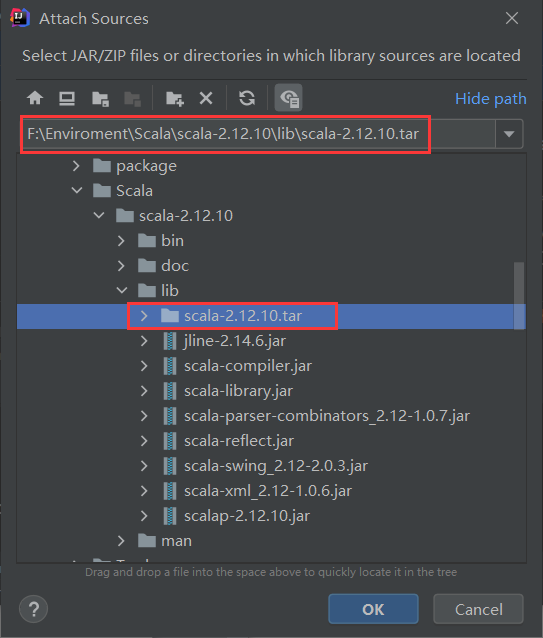 Attach Sources
Select JAR/ZIP files or directories in which library sources are located
Hide path
F:\Enviroment\Scala\scala-2.12.10\lib\scala-2.12.10.tar
package
Scala
scala-2.12.10
bin
doc
lib
scala-2.12.10.tar
jline-2.14.6.jar
scala-compiler.jar
scala-library.jar
scala-parser-combinators_2.12-1.0.7.jar
scala-reflect.jar
scala-swing_2.12-2.0.3.jar
scala-xml_2.12-1.0.6.jar
scalap-2.12.10.jar
man
Drag and drop a file into the space above to quickly locate it in the tree
? OK Cancel